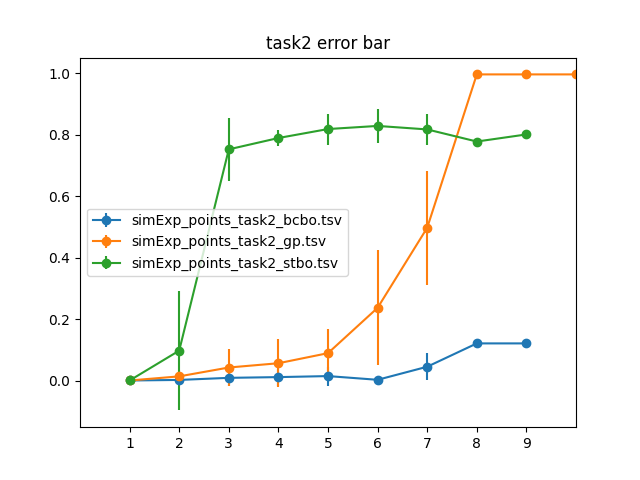 task2 error bar
1.0
0.8
0.6
0.4
0.2
0.0
simExp_points_task2_bcbo.tsv
simExp_points_task2_gp.tsv
simExp_points_task2_stbo.tsv
1 2 3 4 5 6 7 8 9